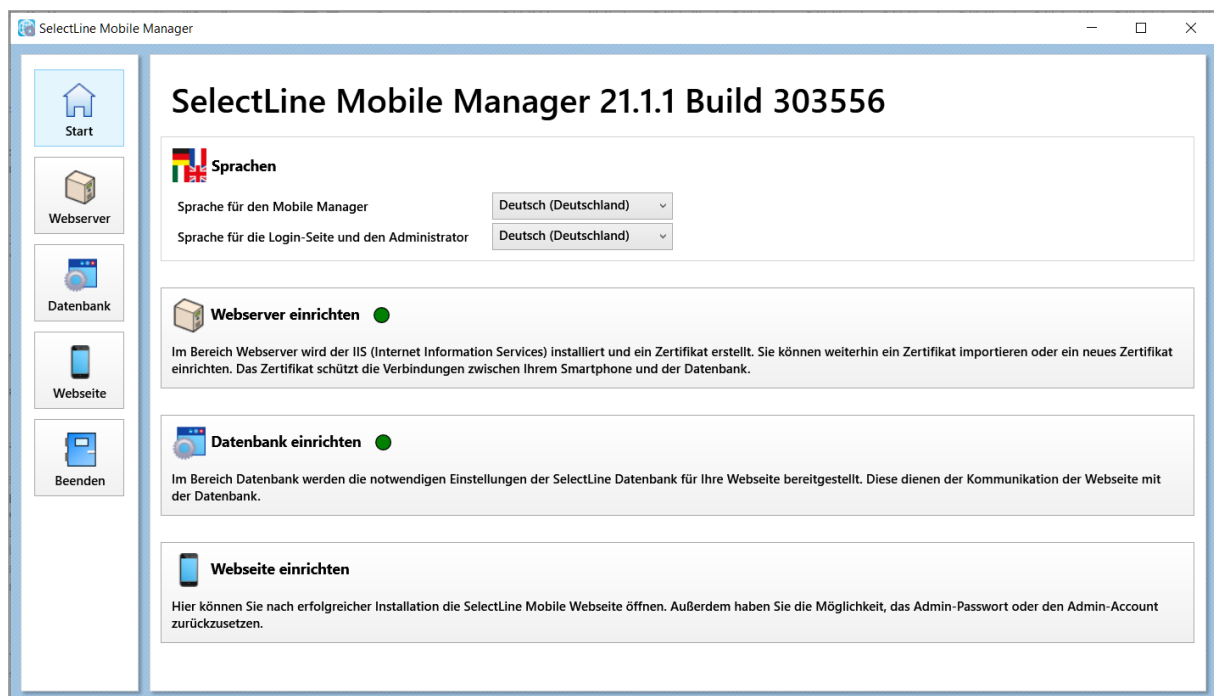 SelectLine Mobile Manager
Start
Webserver
Datenbank
Webseite
Beenden
SelectLine Mobile Manager 21.1.1 Build 303556
Sprachen
Sprache für den Mobile Manager
Deutsch (Deutschland)
Sprache für die Login-Seite und den Administrator
Deutsch (Deutschland)
Webserver einrichten
Im Bereich Webserver wird der IIS (Internet Information Services) installiert und ein Zertifikat erstellt. Sie können weiterhin ein Zertifikat importieren oder ein neues Zertifikat
einrichten. Das Zertifikat schützt die Verbindungen zwischen Ihrem Smartphone und der Datenbank.
Datenbank einrichten
Im Bereich Datenbank werden die notwendigen Einstellungen der SelectLine Datenbank für Ihre Webseite bereitgestellt. Diese dienen der Kommunikation der Webseite mit
der Datenbank.
Webseite einrichten
Hier können Sie nach erfolgreicher Installation die SelectLine Mobile Webseite öffnen. Außerdem haben Sie die Möglichkeit, das Admin-Passwort oder den Admin-Account
zurückzusetzen.